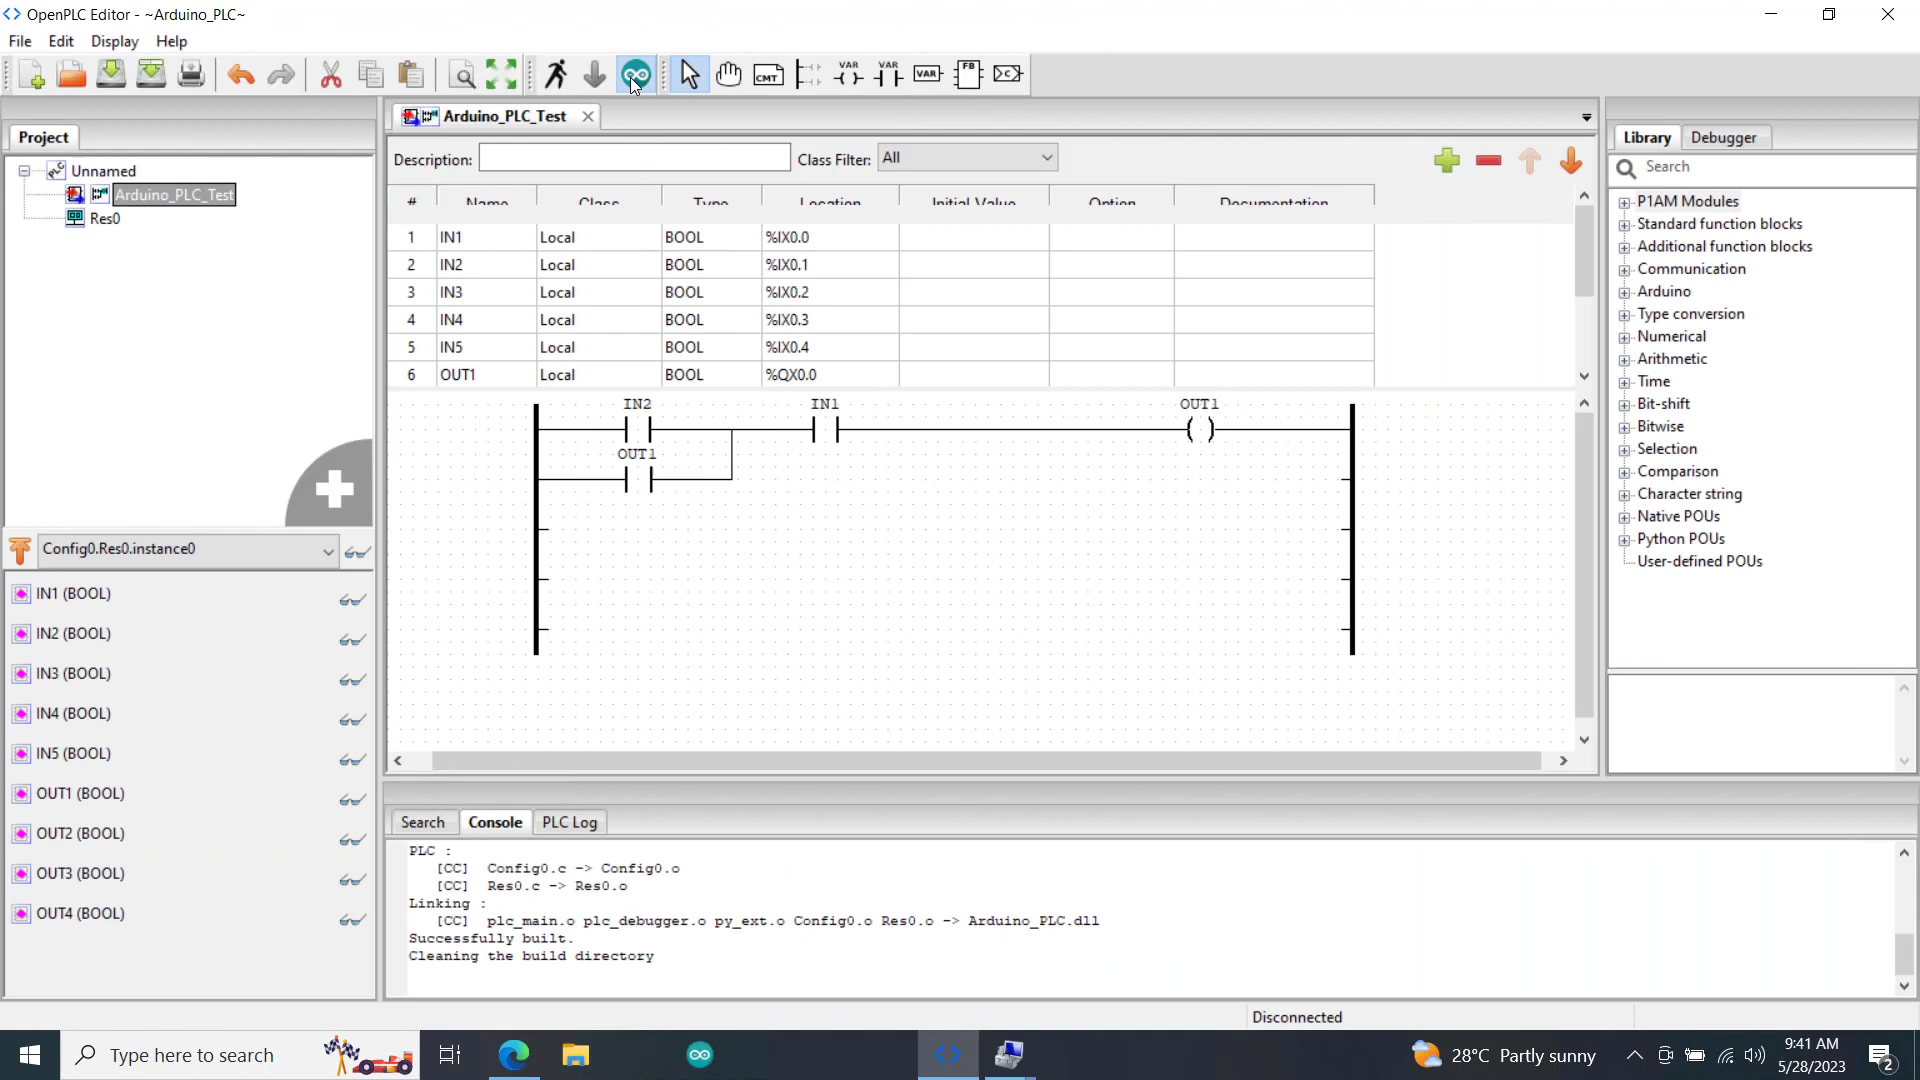 OpenPLC Editor - ~Arduino_PLC~
File Edit Display Help
CMT VAR VAR VAR FB C
Project
Unnamed
Arduino_PLC_Test
Res0
Config0.Res0.instance0
IN1 (BOOL)
IN2 (BOOL)
IN3 (BOOL)
IN4 (BOOL)
IN5 (BOOL)
OUT1 (BOOL)
OUT2 (BOOL)
OUT3 (BOOL)
OUT4 (BOOL)
Arduino_PLC_Test
Description: Class Filter: All
# Name Class Type Location Initial Value Option Documentation
1 IN1 Local BOOL %IX0.0
2 IN2 Local BOOL %IX0.1
3 IN3 Local BOOL %IX0.2
4 IN4 Local BOOL %IX0.3
5 IN5 Local BOOL %IX0.4
6 OUT1 Local BOOL %QX0.0
IN2 IN1 OUT1
OUT1
Search Console PLC Log
PLC :
[CC] Config0.c -> Config0.o
[CC] Res0.c -> Res0.o
Linking :
[CC] plc_main.o plc_debugger.o py_ext.o Config0.o Res0.o -> Arduino_PLC.dll
Successfully built.
Cleaning the build directory
Library Debugger
Search
P1AM Modules
Standard function blocks
Additional function blocks
Communication
Arduino
Type conversion
Numerical
Arithmetic
Time
Bit-shift
Bitwise
Selection
Comparison
Character string
Native POUs
Python POUs
User-defined POUs
Disconnected
Type here to search
28°C Partly sunny
9:41 AM
5/28/2023
2